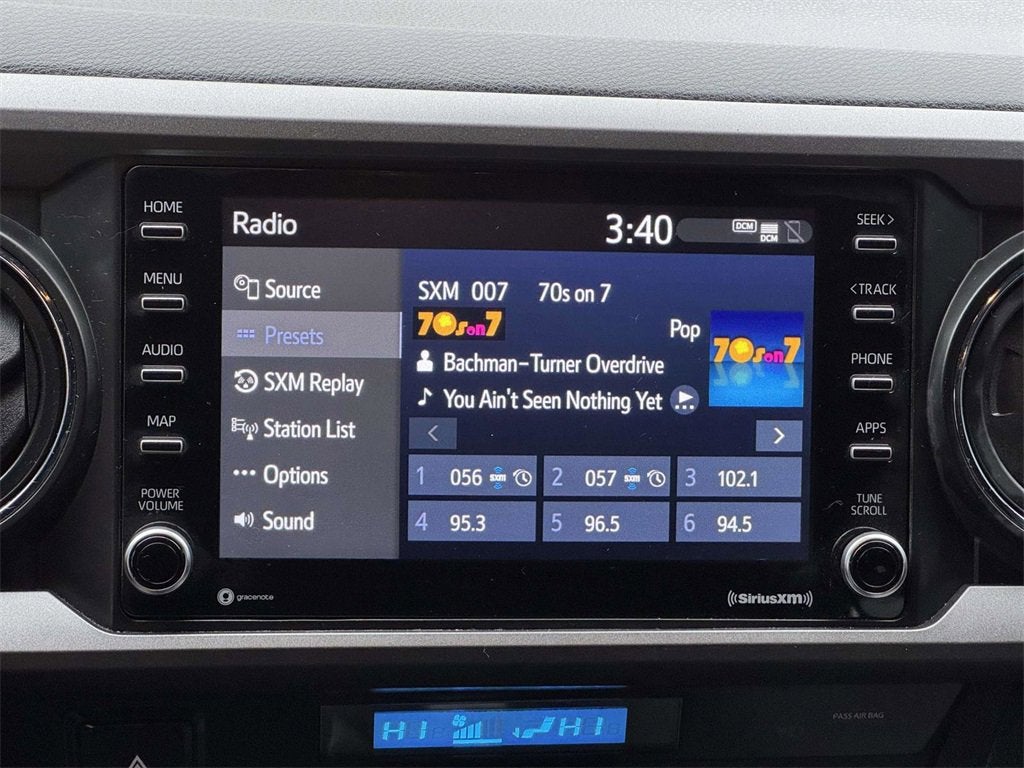 HOME
MENU
AUDIO
MAP
POWER
VOLUME
Radio
3:40
DCM
DCM
Source
Presets
SXM Replay
Station List
Options
Sound
SXM 007 70s on 7
70s on 7
Pop
70s on 7
Bachman-Turner Overdrive
You Ain't Seen Nothing Yet
<
>
1 056 SXM
2 057 SXM
3 102.1
4 95.3
5 96.5
6 94.5
SEEK>
<TRACK
PHONE
APPS
TUNE
SCROLL
gracenote
((SiriusXM))
HI
HI
PASS AIR BAG